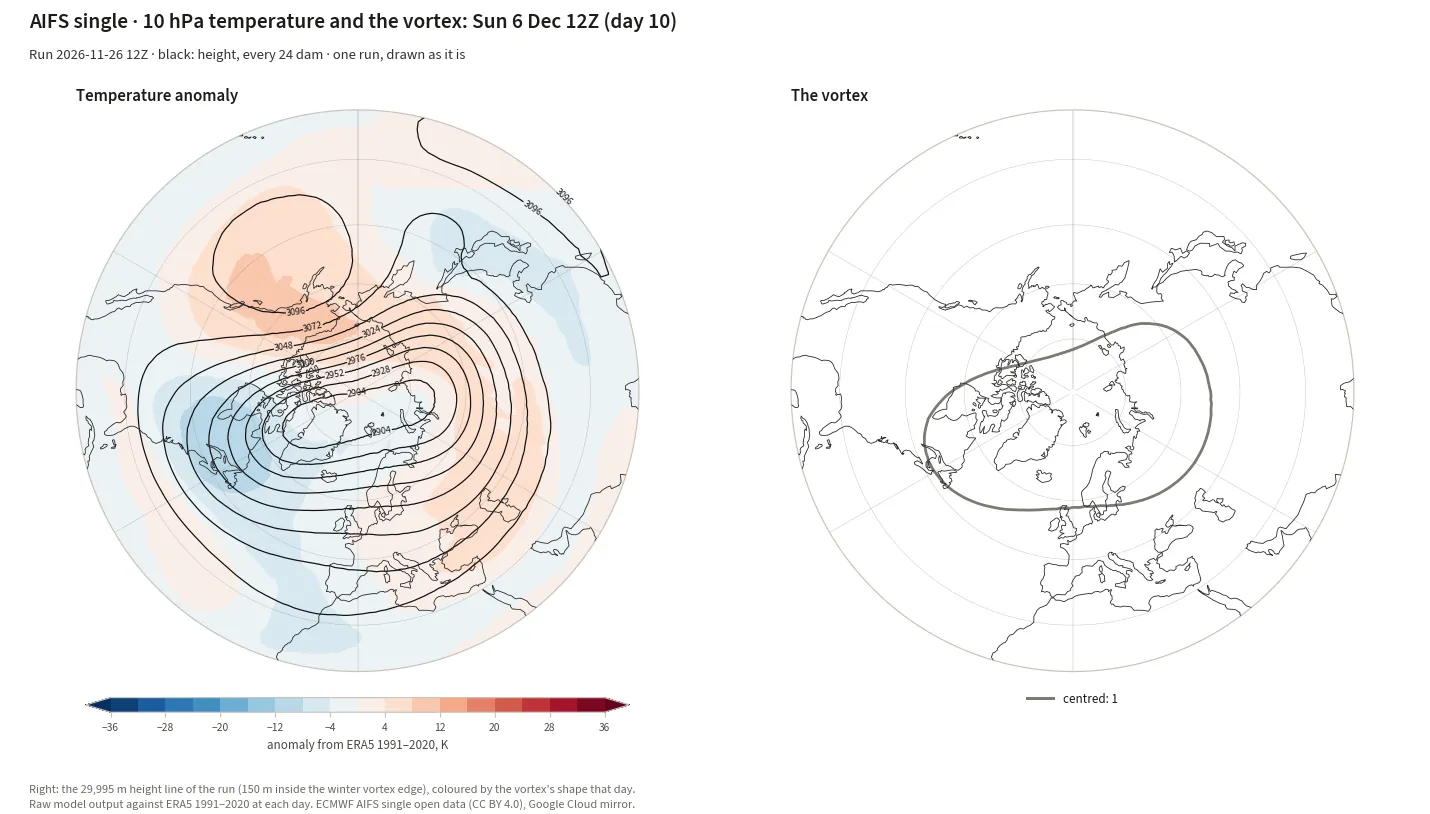 AIFS single · 10 hPa temperature and the vortex: Sun 6 Dec 12Z (day 10)
Run 2026-11-26 12Z · black: height, every 24 dam · one run, drawn as it is
Temperature anomaly
The vortex
3096
3096
3096
3072
3024
3048
2976
2952
2928
2904
2904
centred: 1
−36 −28 −20 −12 −4 4 12 20 28 36
anomaly from ERA5 1991–2020, K
Right: the 29,995 m height line of the run (150 m inside the winter vortex edge), coloured by the vortex's shape that day.
Raw model output against ERA5 1991–2020 at each day. ECMWF AIFS single open data (CC BY 4.0), Google Cloud mirror.